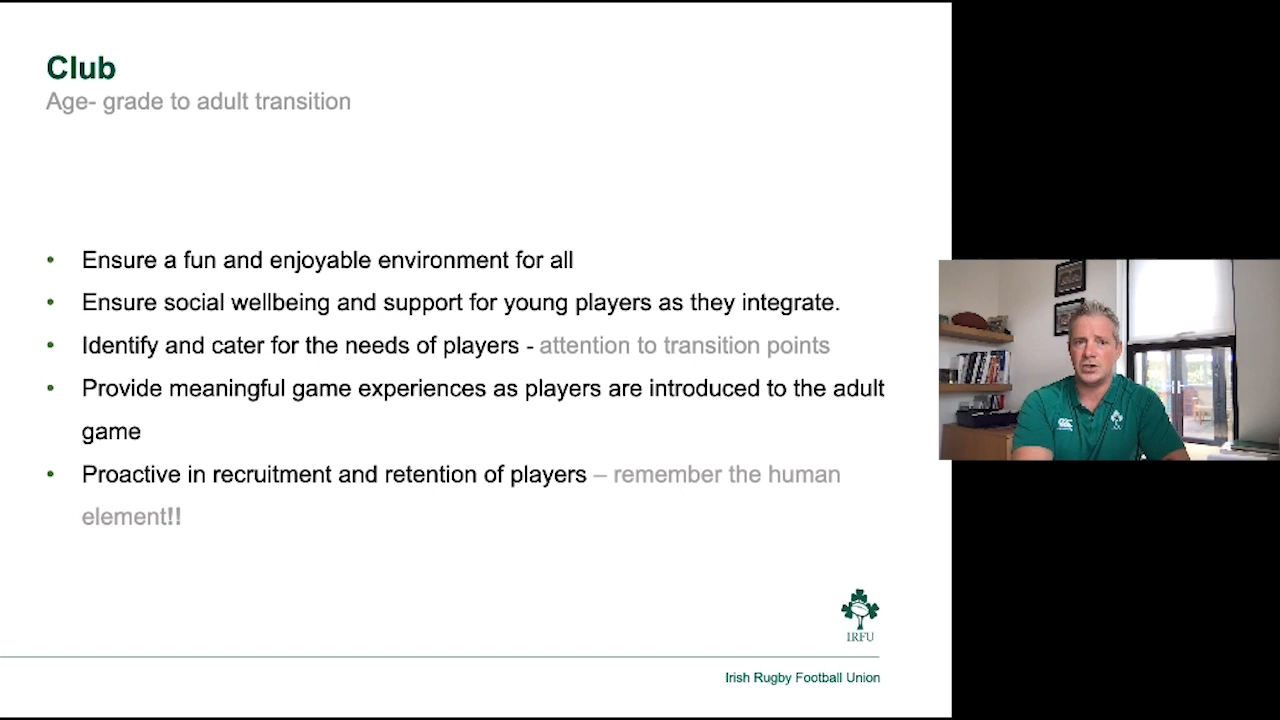 Club
Age- grade to adult transition
• Ensure a fun and enjoyable environment for all
• Ensure social wellbeing and support for young players as they integrate.
• Identify and cater for the needs of players - attention to transition points
• Provide meaningful game experiences as players are introduced to the adult
game
• Proactive in recruitment and retention of players – remember the human
element!!
IRFU
Irish Rugby Football Union